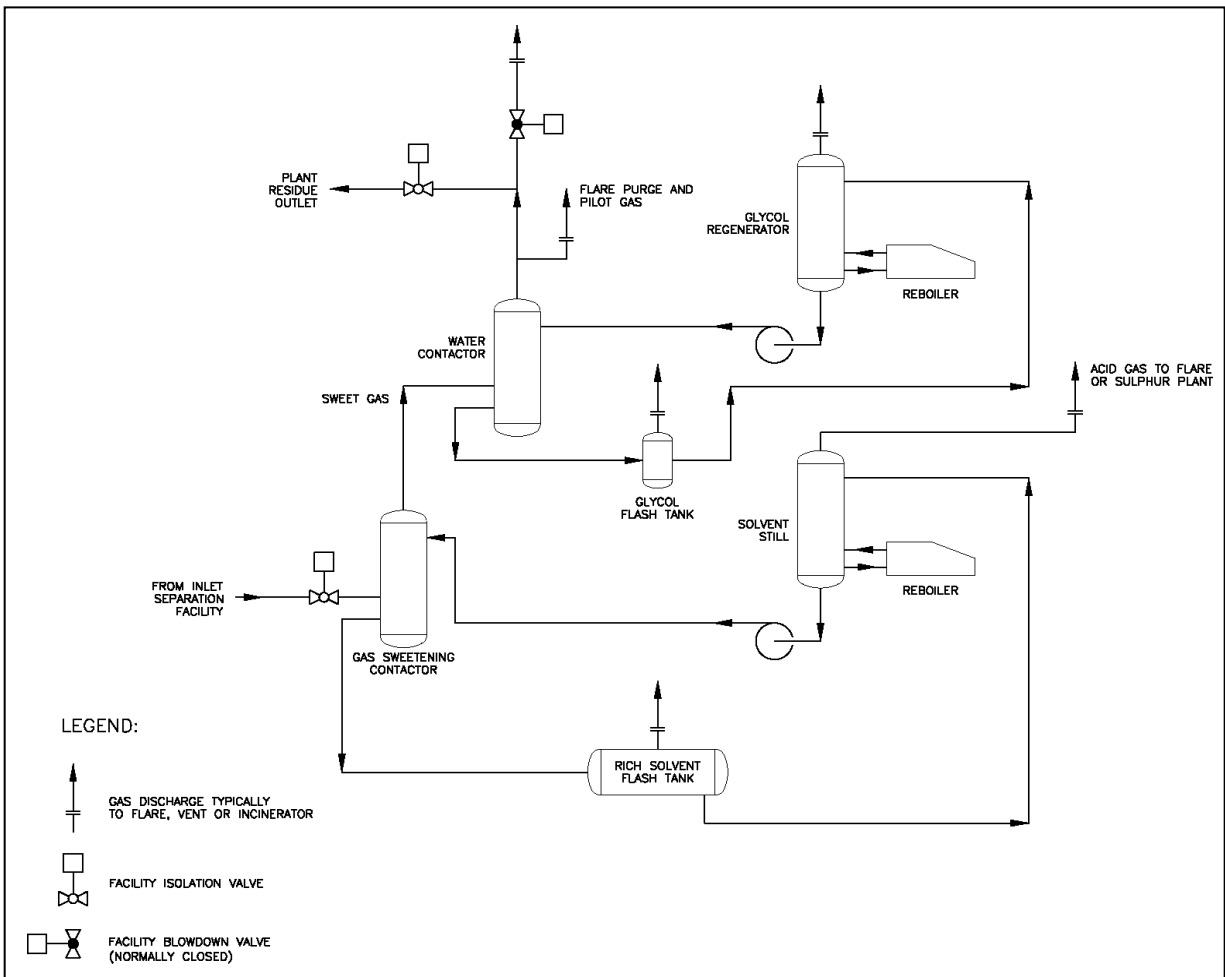 PLANT
RESIDUE
OUTLET
FLARE PURGE AND
PILOT GAS
GLYCOL
REGENERATOR
REBOILER
WATER
CONTACTOR
SWEET GAS
ACID GAS TO FLARE
OR SULPHUR PLANT
GLYCOL
FLASH TANK
SOLVENT
STILL
REBOILER
FROM INLET
SEPARATION
FACILITY
GAS SWEETENING
CONTACTOR
RICH SOLVENT
FLASH TANK
LEGEND:
GAS DISCHARGE TYPICALLY
TO FLARE, VENT OR INCINERATOR
FACILITY ISOLATION VALVE
FACILITY BLOWDOWN VALVE
(NORMALLY CLOSED)